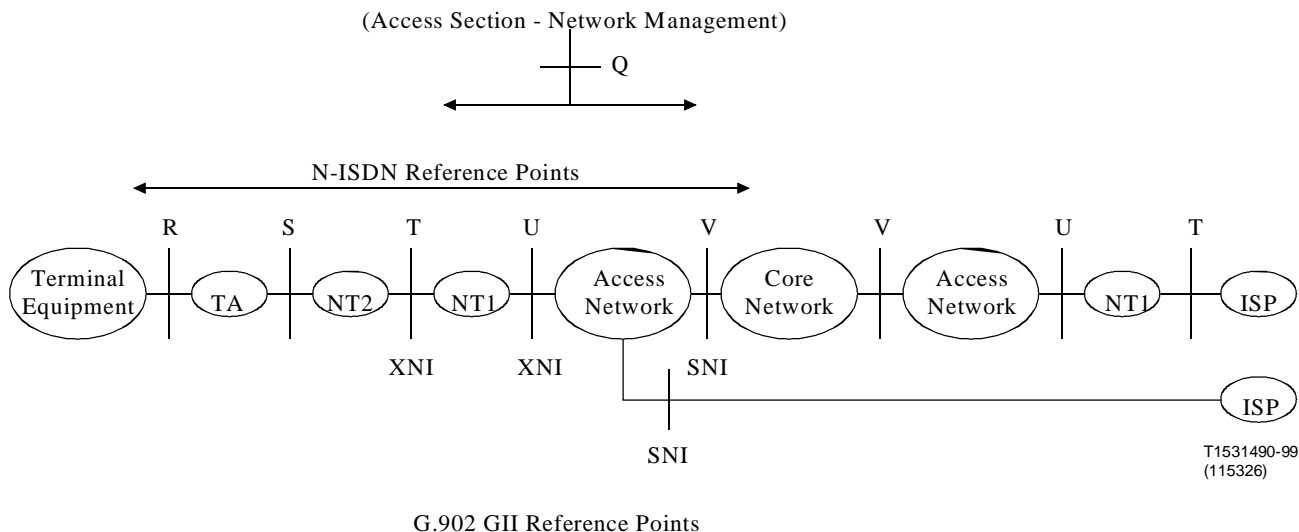 (Access Section - Network Management)
Q
N-ISDN Reference Points
R S T U V V U T
Terminal Equipment
TA
NT2
NT1
Access Network
Core Network
Access Network
NT1
ISP
XNI XNI SNI
ISP
SNI
T1531490-99
(115326)
G.902 GII Reference Points